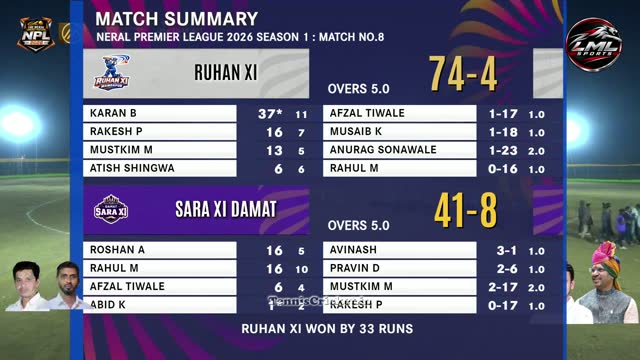 MATCH SUMMARY
NERAL PREMIER LEAGUE 2026 SEASON 1 : MATCH NO.8
NPL
LML
SPORTS
RUHAN XI
RUHAN XI OVERS 5.0 74-4
KARAN B 37* 11 AFZAL TIWALE 1-17 1.0
RAKESH P 16 7 MUSAIB K 1-18 1.0
MUSTKIM M 13 5 ANURAG SONAWALE 1-23 2.0
ATISH SHINGWA 6 6 RAHUL M 0-16 1.0
DAMAT
SARA XI
SARA XI DAMAT OVERS 5.0 41-8
ROSHAN A 16 5 AVINASH 3-1 1.0
RAHUL M 16 10 PRAVIN D 2-6 1.0
AFZAL TIWALE 6 4 MUSTKIM M 2-17 2.0
ABID K 1 2 RAKESH P 0-17 1.0
RUHAN XI WON BY 33 RUNS